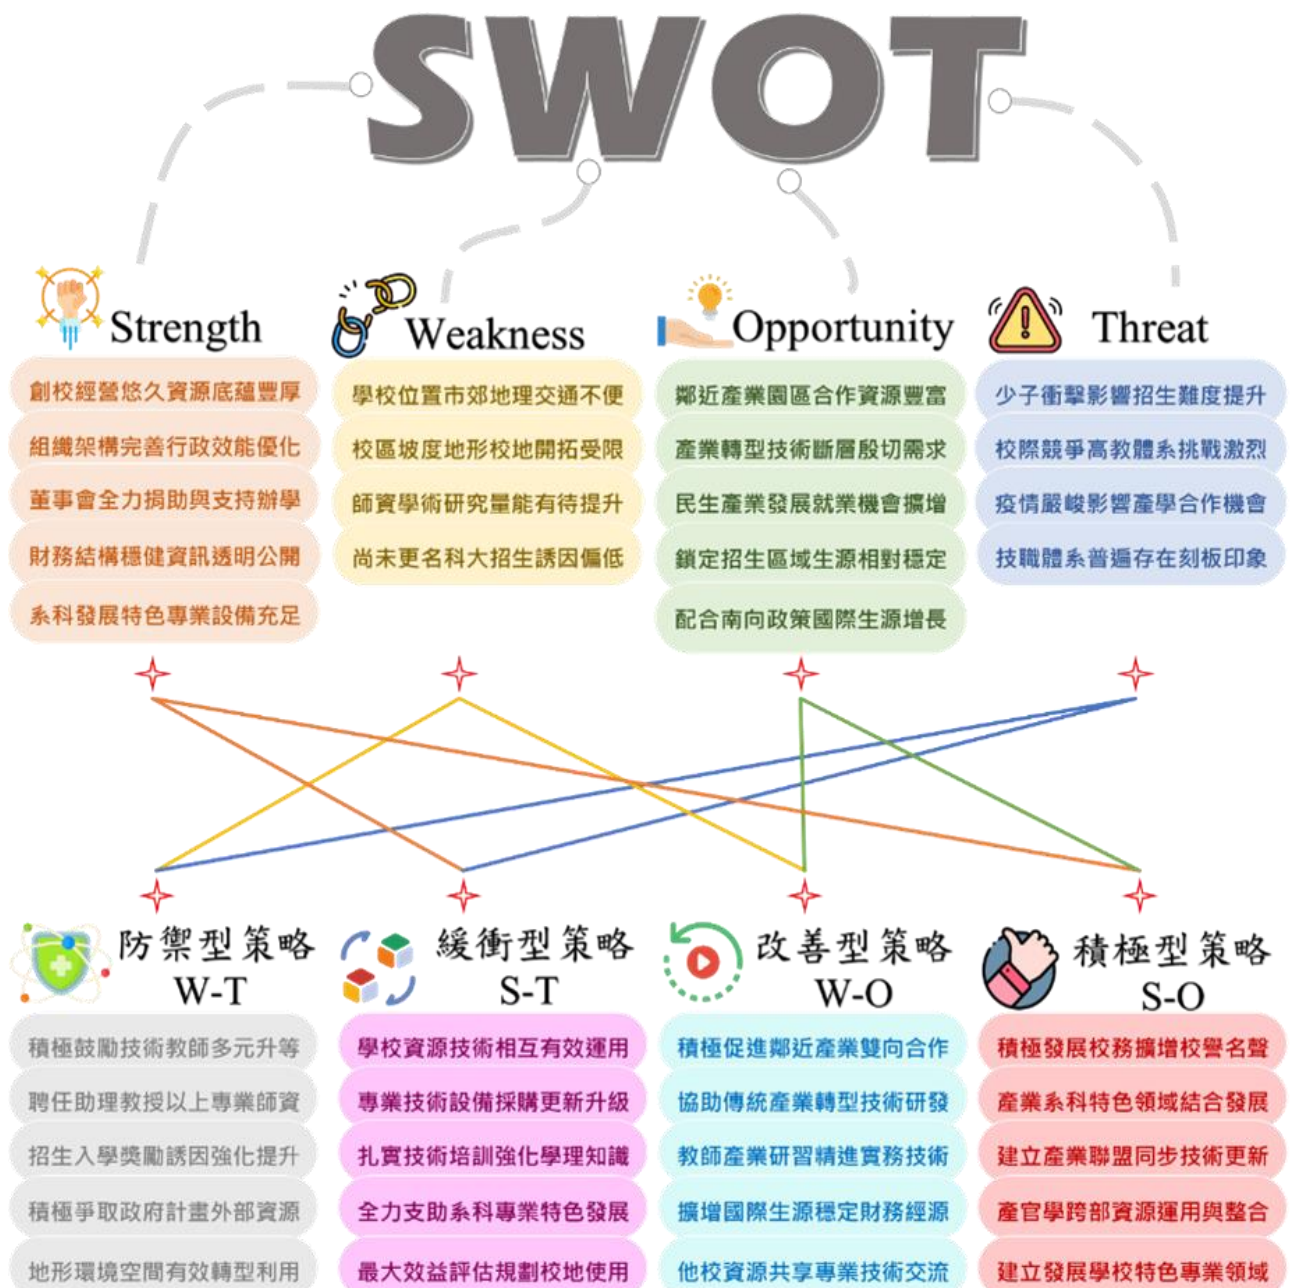 SWOT
Strength
創校經營悠久資源底蘊豐厚
組織架構完善行政效能優化
董事會全力捐助與支持辦學
財務結構穩健資訊透明公開
系科發展特色專業設備充足
Weakness
學校位置市郊地理交通不便
校區坡度地形校地開拓受限
師資學術研究量能有待提升
尚未更名科大招生誘因偏低
Opportunity
鄰近產業園區合作資源豐富
產業轉型技術斷層殷切需求
民生產業發展就業機會擴增
鎖定招生區域生源相對穩定
配合南向政策國際生源增長
Threat
少子衝擊影響招生難度提升
校際競爭高教體系挑戰激烈
疫情嚴峻影響產學合作機會
技職體系普遍存在刻板印象
防禦型策略
W-T
積極鼓勵技術教師多元升等
聘任助理教授以上專業師資
招生入學獎勵誘因強化提升
積極爭取政府計畫外部資源
地形環境空間有效轉型利用
緩衝型策略
S-T
學校資源技術相互有效運用
專業技術設備採購更新升級
扎實技術培訓強化學理知識
全力支助系科專業特色發展
最大效益評估規劃校地使用
改善型策略
W-O
積極促進鄰近產業雙向合作
協助傳統產業轉型技術研發
教師產業研習精進實務技術
擴增國際生源穩定財務經源
他校資源共享專業技術交流
積極型策略
S-O
積極發展校務擴增校譽名聲
產業系科特色領域結合發展
建立產業聯盟同步技術更新
產官學跨部資源運用與整合
建立發展學校特色專業領域